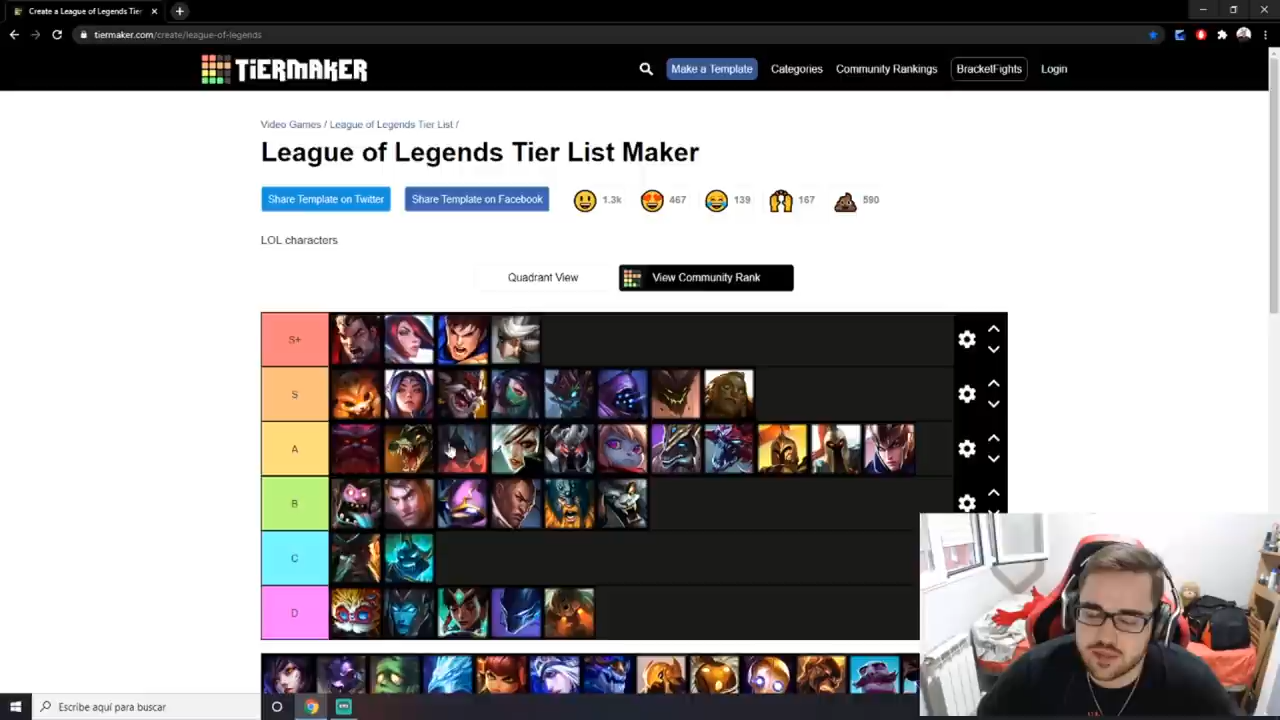 Create a League of Legends Tier
tiermaker.com/create/league-of-legends
TiERMAKER
Make a Template
Categories
Community Rankings
BracketFights
Login
Video Games / League of Legends Tier List /
League of Legends Tier List Maker
Share Template on Twitter
Share Template on Facebook
1.3k
467
139
167
590
LOL characters
Quadrant View
View Community Rank
S+
S
A
B
C
D
Escribe aquí para buscar